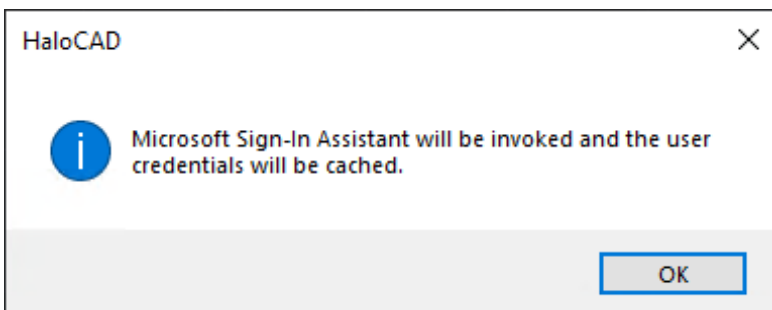 HaloCAD
Microsoft Sign-In Assistant will be invoked and the user
credentials will be cached.
OK